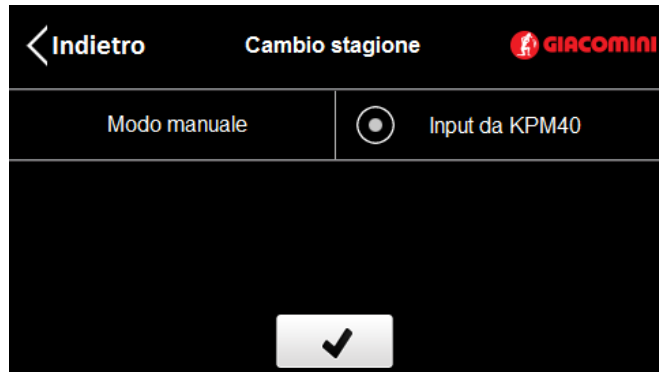 Indietro
Cambio stagione
GIACOMINI
Modo manuale
Input da KPM40